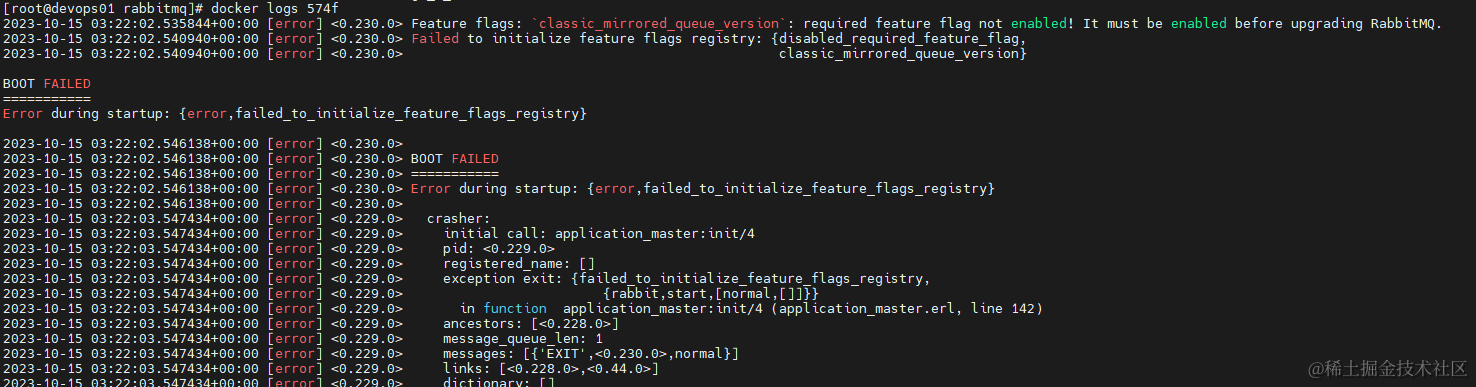 [root@devops01 rabbitmq]# docker logs 574f
2023-10-15 03:22:02.535844+00:00 [error] <0.230.0> Feature flags: `classic_mirrored_queue_version`: required feature flag not enabled! It must be enabled before upgrading RabbitMQ.
2023-10-15 03:22:02.540940+00:00 [error] <0.230.0> Failed to initialize feature flags registry: {disabled_required_feature_flag,
2023-10-15 03:22:02.540940+00:00 [error] <0.230.0>                                               classic_mirrored_queue_version}

BOOT FAILED
===========
Error during startup: {error,failed_to_initialize_feature_flags_registry}

2023-10-15 03:22:02.546138+00:00 [error] <0.230.0>
2023-10-15 03:22:02.546138+00:00 [error] <0.230.0> BOOT FAILED
2023-10-15 03:22:02.546138+00:00 [error] <0.230.0> ===========
2023-10-15 03:22:02.546138+00:00 [error] <0.230.0> Error during startup: {error,failed_to_initialize_feature_flags_registry}
2023-10-15 03:22:02.546138+00:00 [error] <0.230.0>
2023-10-15 03:22:03.547434+00:00 [error] <0.229.0>   crasher:
2023-10-15 03:22:03.547434+00:00 [error] <0.229.0>     initial call: application_master:init/4
2023-10-15 03:22:03.547434+00:00 [error] <0.229.0>     pid: <0.229.0>
2023-10-15 03:22:03.547434+00:00 [error] <0.229.0>     registered_name: []
2023-10-15 03:22:03.547434+00:00 [error] <0.229.0>     exception exit: {failed_to_initialize_feature_flags_registry,
2023-10-15 03:22:03.547434+00:00 [error] <0.229.0>                         {rabbit,start,[normal,[]]}}
2023-10-15 03:22:03.547434+00:00 [error] <0.229.0>       in function  application_master:init/4 (application_master.erl, line 142)
2023-10-15 03:22:03.547434+00:00 [error] <0.229.0>     ancestors: [<0.228.0>]
2023-10-15 03:22:03.547434+00:00 [error] <0.229.0>     message_queue_len: 1
2023-10-15 03:22:03.547434+00:00 [error] <0.229.0>     messages: [{'EXIT',<0.230.0>,normal}]
2023-10-15 03:22:03.547434+00:00 [error] <0.229.0>     links: [<0.228.0>,<0.44.0>]
2023-10-15 03:22:03.547434+00:00 [error] <0.229.0>     dictionary: []
@稀土掘金技术社区